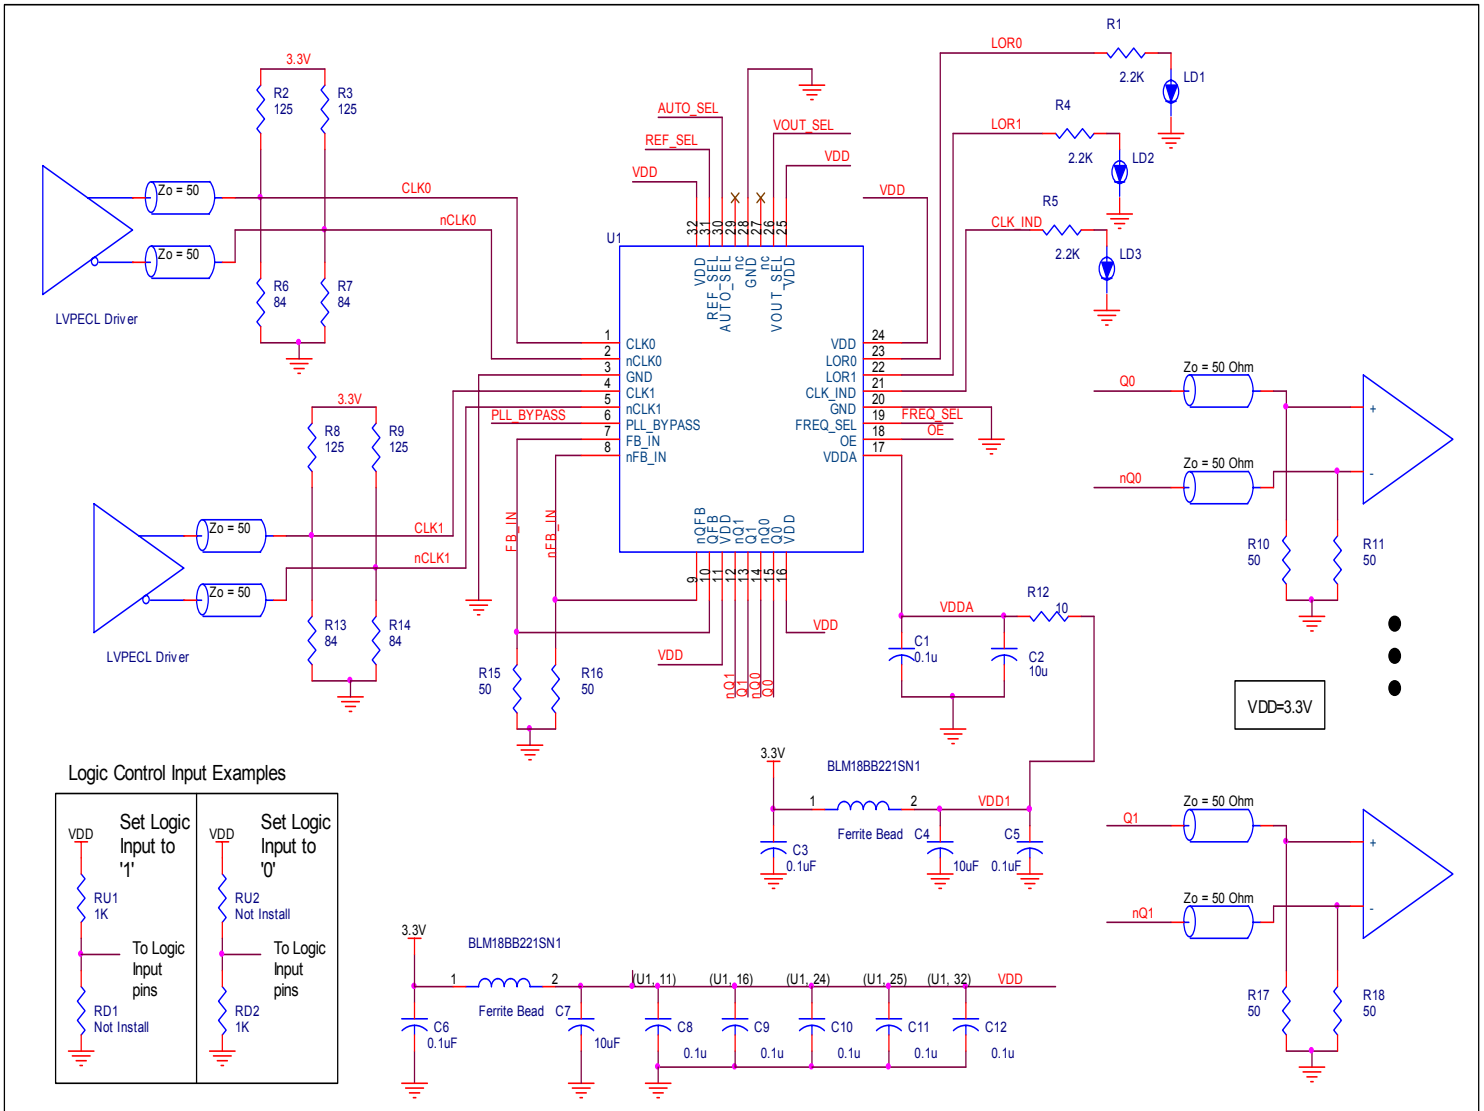 R1
LOR0
2.2K
LD1
3.3V
R2
125
R3
125
AUTO_SEL
VOUT_SEL
R4
LOR1
2.2K
LD2
REF_SEL
VDD
VDD
VDD
Zo = 50
CLK0
R5
CLK_IND
2.2K
LD3
nCLK0
Zo = 50
R6
84
R7
84
LVPECL Driver
U1
32
31
30
29
28
27
26
25
VDD
REF_SEL
AUTO_SEL
nc
GND
nc
VOUT_SEL
VDD
1
CLK0
2
nCLK0
3
GND
4
CLK1
5
nCLK1
6
PLL_BYPASS
7
FB_IN
8
nFB_IN
24
VDD
23
LOR0
22
LOR1
21
CLK_IND
20
GND
19
FREQ_SEL
18
OE
17
VDDA
PLL_BYPASS
FREQ_SEL
OE
nQFB
QFB
VDD
nQ1
Q1
nQ0
Q0
VDD
9
10
11
12
13
14
15
16
3.3V
R8
125
R9
125
Zo = 50
CLK1
nCLK1
Zo = 50
R13
84
R14
84
LVPECL Driver
FB_IN
nFB_IN
R15
50
R16
50
VDD
VDD
nQ1
Q1
nQ0
Q0
Zo = 50 Ohm
Q0
+
Zo = 50 Ohm
nQ0
-
R10
50
R11
50
VDDA
R12
10
C1
0.1u
C2
10u
VDD=3.3V
3.3V
BLM18BB221SN1
1
2
VDD1
Ferrite Bead
C3
0.1uF
C4
10uF
C5
0.1uF
Zo = 50 Ohm
Q1
+
Zo = 50 Ohm
nQ1
-
R17
50
R18
50
Logic Control Input Examples
VDD
Set Logic
Input to
'1'
RU1
1K
To Logic
Input
pins
RD1
Not Install
VDD
Set Logic
Input to
'0'
RU2
Not Install
To Logic
Input
pins
RD2
1K
3.3V
BLM18BB221SN1
1
2
Ferrite Bead
(U1, 11)
(U1, 16)
(U1, 24)
(U1, 25)
(U1, 32)
VDD
C6
0.1uF
C7
10uF
C8
0.1u
C9
0.1u
C10
0.1u
C11
0.1u
C12
0.1u